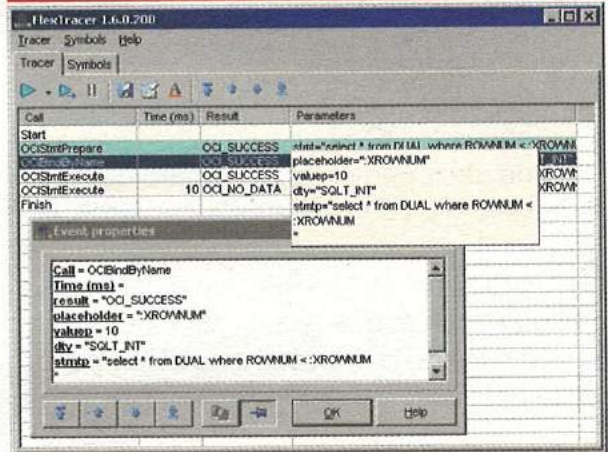 FlexTracer 1.6.0.200
Tracer Symbols Help
Tracer Symbols
Call Time (ms) Result Parameters
Start
OCIStmtPrepare OCI_SUCCESS stmt="select * from DUAL where ROWNUM < :XROWNUM
OCIBindByName OCI_SUCCESS
OCIStmtExecute OCI_SUCCESS
OCIStmtExecute 10 OCI_NO_DATA
Finish
placeholder=":XROWNUM"
valuep=10
dty="SQLT_INT"
stmtp="select * from DUAL where ROWNUM <
:XROWNUM
"
T_INT"
XROWN
XROWN
Event properties
Call = OCIBindByName
Time (ms) =
result = "OCI_SUCCESS"
placeholder = ":XROWNUM"
valuep = 10
dty = "SQLT_INT"
stmtp = "select * from DUAL where ROWNUM < :XROWNUM
"
OK Help